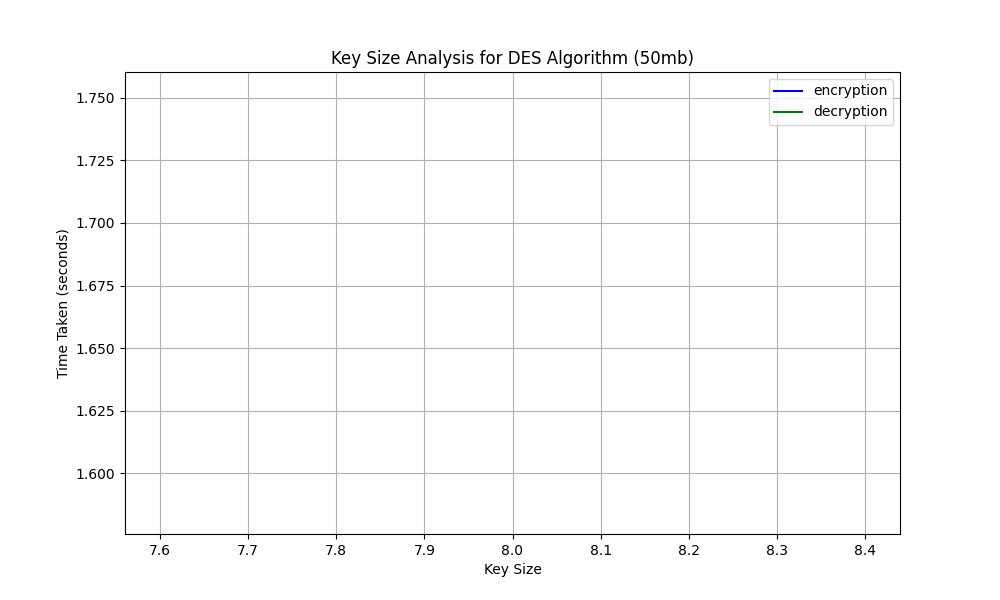 Key Size Analysis for DES Algorithm (50mb)
encryption
decryption
Time Taken (seconds)
1.750
1.725
1.700
1.675
1.650
1.625
1.600
7.6 7.7 7.8 7.9 8.0 8.1 8.2 8.3 8.4
Key Size